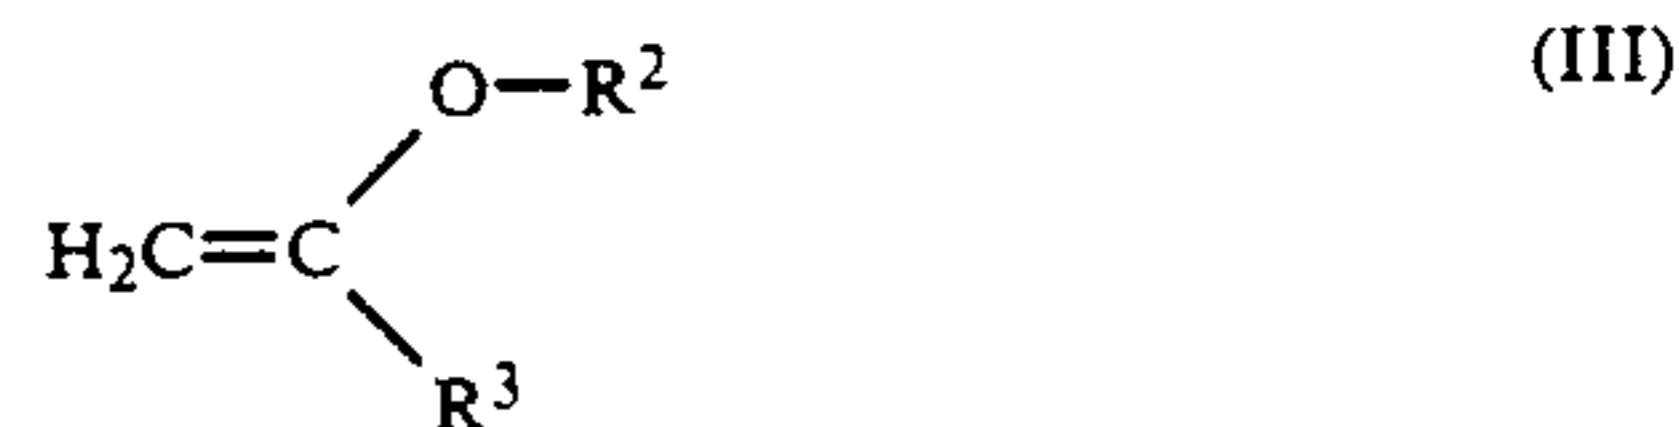 O—R² (III)
H₂C=C
R³